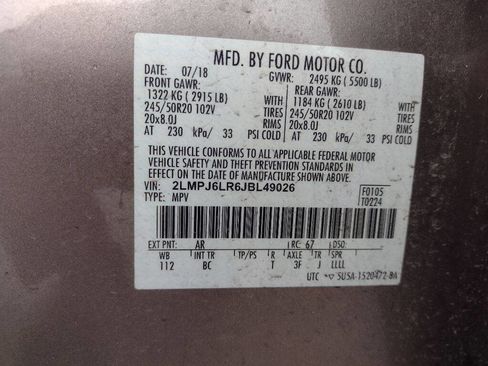 MFD. BY FORD MOTOR CO.
DATE: 07/18 GVWR: 2495 KG ( 5500 LB)
FRONT GAWR: REAR GAWR:
1322 KG ( 2915 LB) 1184 KG ( 2610 LB)
245/50R20 102V TIRES 245/50R20 102V
20x8.0J RIMS 20x8.0J
AT 230 kPa/ 33 PSI COLD AT 230 kPa/ 33 PSI COLD
THIS VEHICLE CONFORMS TO ALL APPLICABLE FEDERAL MOTOR
VEHICLE SAFETY AND THEFT PREVENTION STANDARDS IN
EFFECT ON THE DATE OF MANUFACTURE SHOWN ABOVE.
VIN: 2LMPJ6LR6JBL49026 F0105
TYPE: MPV T0224
EXT PNT: AR RC: 67 DSO:
WB INT TR TP/PS R AXLE TR SPR
112 BC T 3F J LLLL
UTC SU5A-1520472-BA